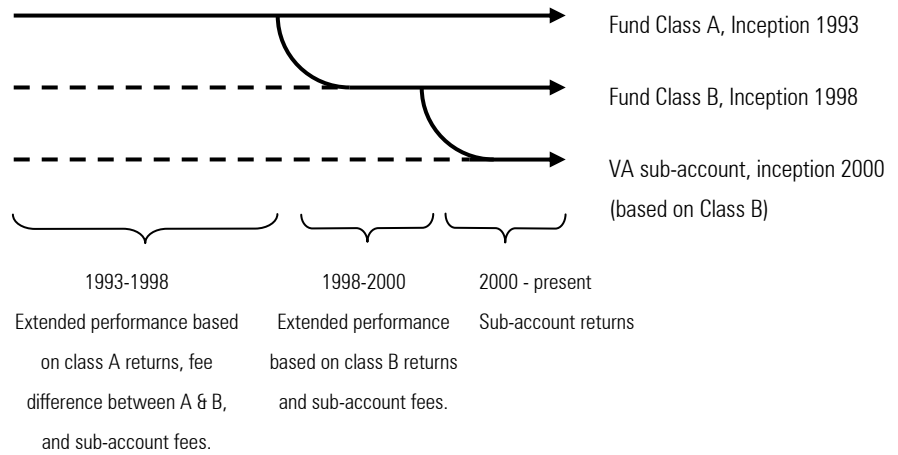 Fund Class A, Inception 1993
Fund Class B, Inception 1998
VA sub-account, inception 2000
(based on Class B)
1993-1998
Extended performance based
on class A returns, fee
difference between A & B,
and sub-account fees.
1998-2000
Extended performance
based on class B returns
and sub-account fees.
2000 - present
Sub-account returns